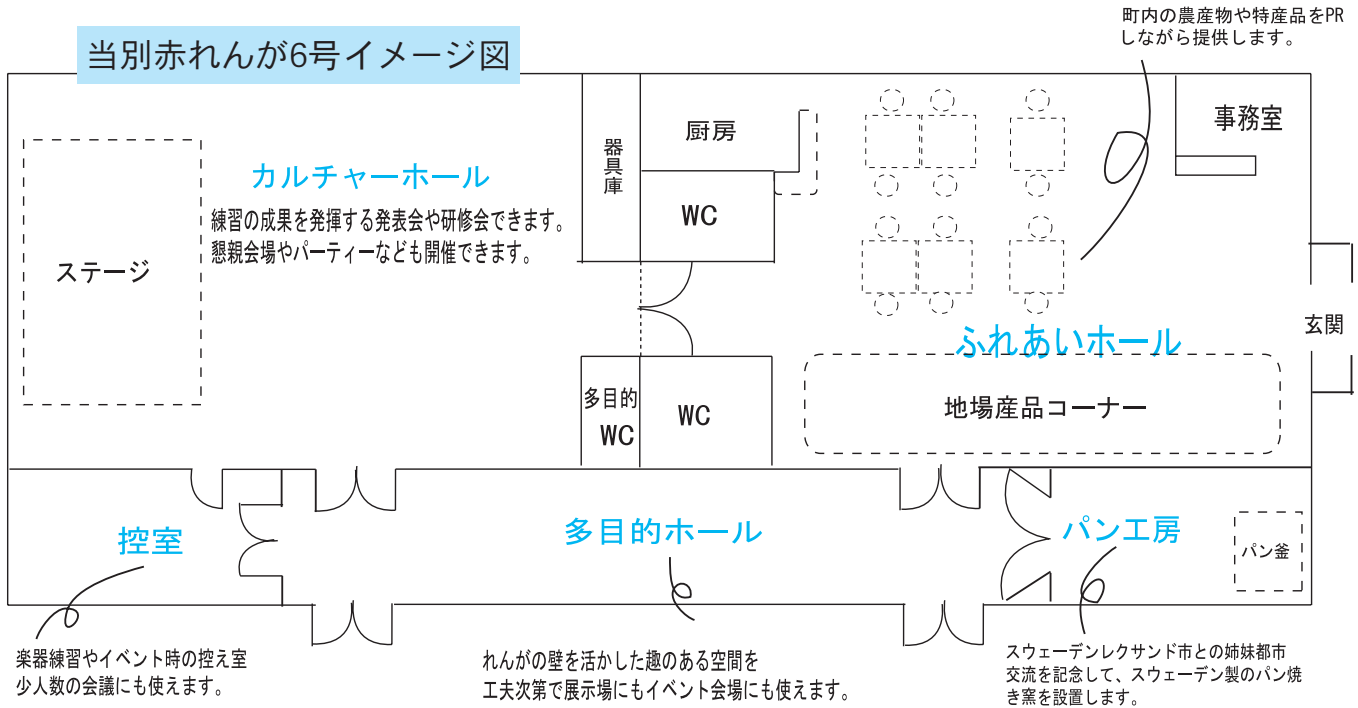 町内の農産物や特産品をPR
しながら提供します。
当別赤れんが6号イメージ図
事務室
器具庫
厨房
カルチャーホール
練習の成果を発揮する発表会や研修会できます。
懇親会場やパーティーなども開催できます。
WC
ステージ
玄関
ふれあいホール
地場産品コーナー
多目的
WC
WC
控室
多目的ホール
パン工房
パン釜
楽器練習やイベント時の控え室
少人数の会議にも使えます。
れんがの壁を活かした趣のある空間を
工夫次第で展示場にもイベント会場にも使えます。
スウェーデンレクサンド市との姉妹都市
交流を記念して、スウェーデン製のパン焼
き窯を設置します。